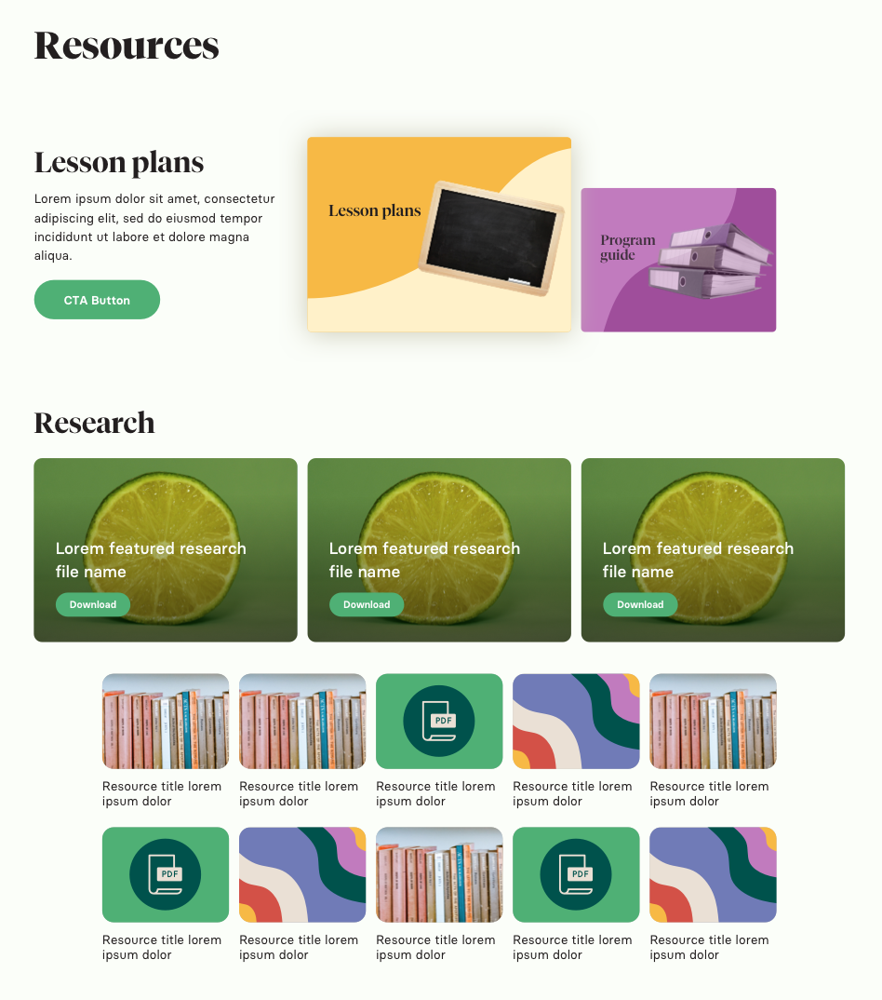 Resources
Lesson plans
Lorem ipsum dolor sit amet, consectetur
adipiscing elit, sed do eiusmod tempor
incididunt ut labore et dolore magna
aliqua.
CTA Button
Lesson plans
Program
guide
Research
Lorem featured research
file name
Download
Lorem featured research
file name
Download
Lorem featured research
file name
Download
PDF
Resource title lorem
ipsum dolor
Resource title lorem
ipsum dolor
Resource title lorem
ipsum dolor
Resource title lorem
ipsum dolor
Resource title lorem
ipsum dolor
PDF
PDF
Resource title lorem
ipsum dolor
Resource title lorem
ipsum dolor
Resource title lorem
ipsum dolor
Resource title lorem
ipsum dolor
Resource title lorem
ipsum dolor